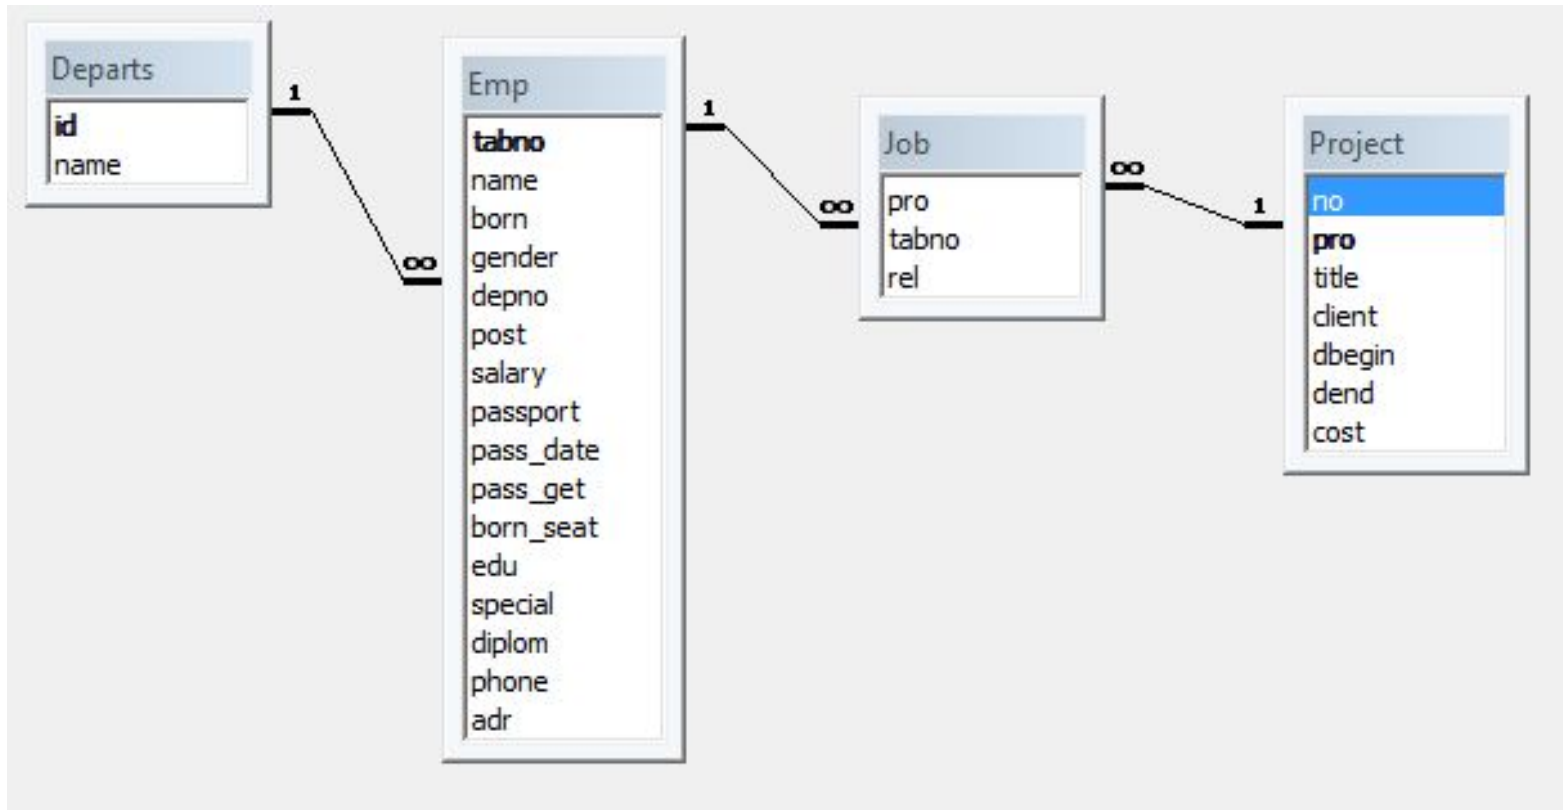 Departs
id
name
1
∞
Emp
tabno
name
born
gender
depno
post
salary
passport
pass_date
pass_get
born_seat
edu
special
diplom
phone
adr
1
∞
Job
pro
tabno
rel
∞
1
Project
no
pro
title
client
dbegin
dend
cost